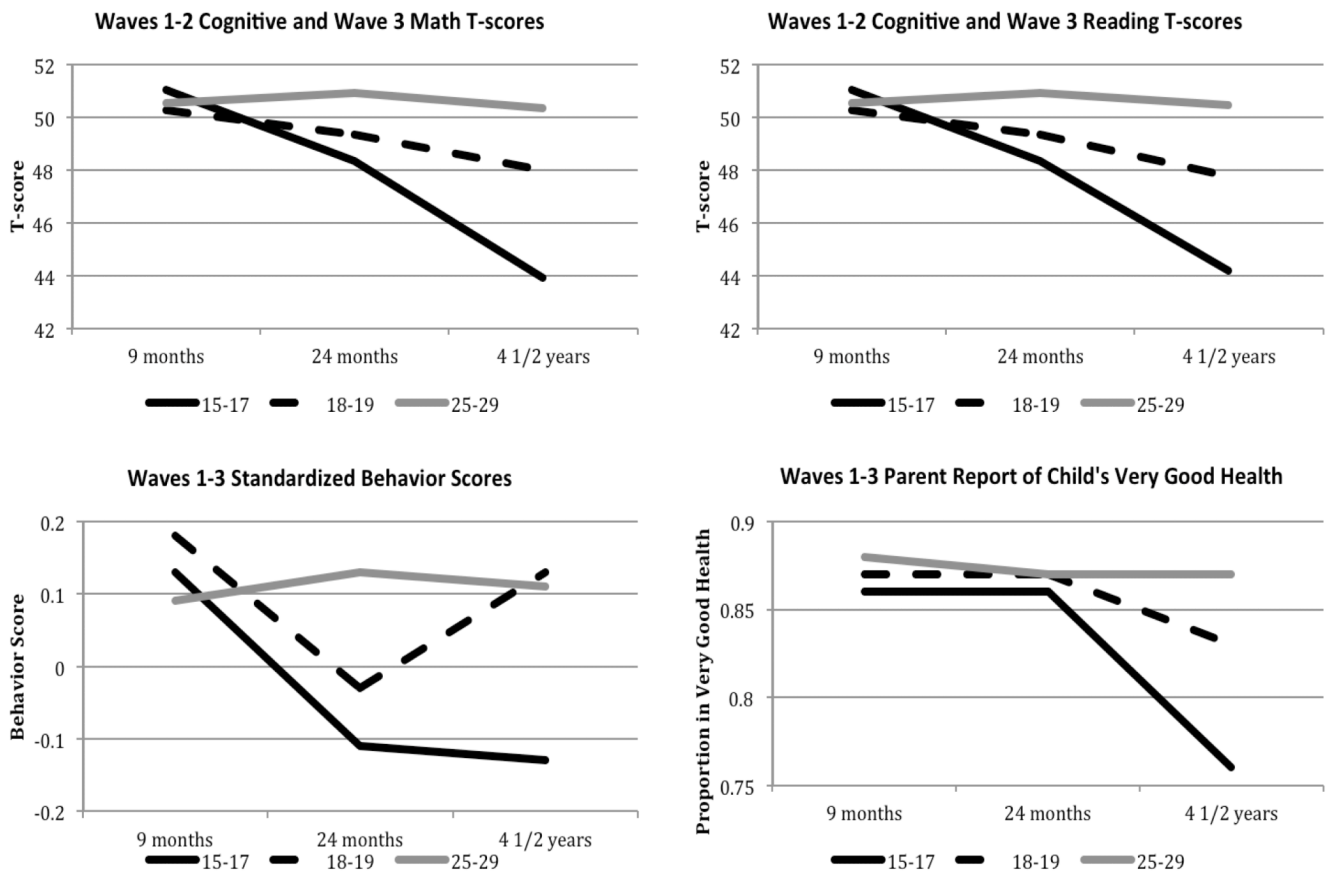 Waves 1-2 Cognitive and Wave 3 Math T-scores
52
50
48
46
44
42
T-score
9 months 24 months 4 1/2 years
15-17 18-19 25-29
Waves 1-2 Cognitive and Wave 3 Reading T-scores
52
50
48
46
44
42
T-score
9 months 24 months 4 1/2 years
15-17 18-19 25-29
Waves 1-3 Standardized Behavior Scores
0.2
0.1
0
-0.1
-0.2
Behavior Score
9 months 24 months 4 1/2 years
15-17 18-19 25-29
Waves 1-3 Parent Report of Child's Very Good Health
0.9
0.85
0.8
0.75
Proportion in Very Good Health
9 months 24 months 4 1/2 years
15-17 18-19 25-29